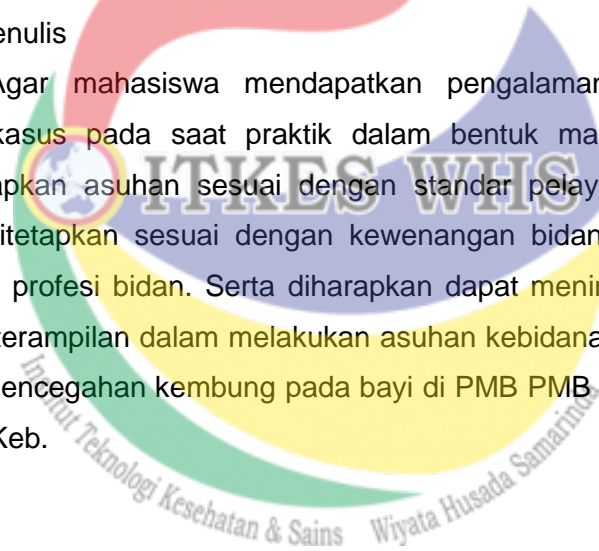 enulis
Agar mahasiswa mendapatkan pengalaman
kasus pada saat praktik dalam bentuk ma
apkan asuhan sesuai dengan standar pelay
itetapkan sesuai dengan kewenangan bidan
profesi bidan. Serta diharapkan dapat menin
terampilan dalam melakukan asuhan kebidana
encegahan kembung pada bayi di PMB PMB
Keb.
ITKES WHS
Institut Teknologi Kesehatan & Sains Wiyata Husada Samarinda